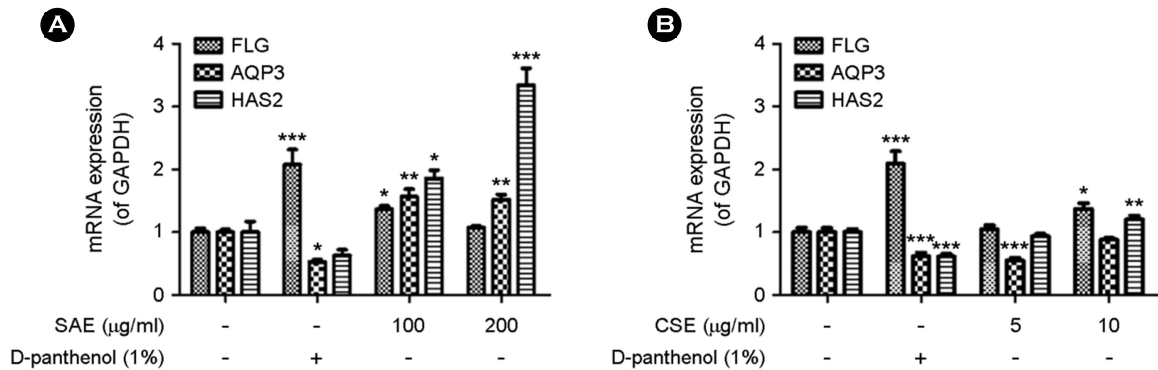 A
4
3
2
1
0
mRNA expression
(of GAPDH)
FLG
AQP3
HAS2
***
*
*
**
*
**
***
SAE (μg/ml) - - 100 200
D-panthenol (1%) - + - -
B
4
3
2
1
0
mRNA expression
(of GAPDH)
FLG
AQP3
HAS2
***
***
***
***
*
**
CSE (μg/ml) - - 5 10
D-panthenol (1%) - + - -